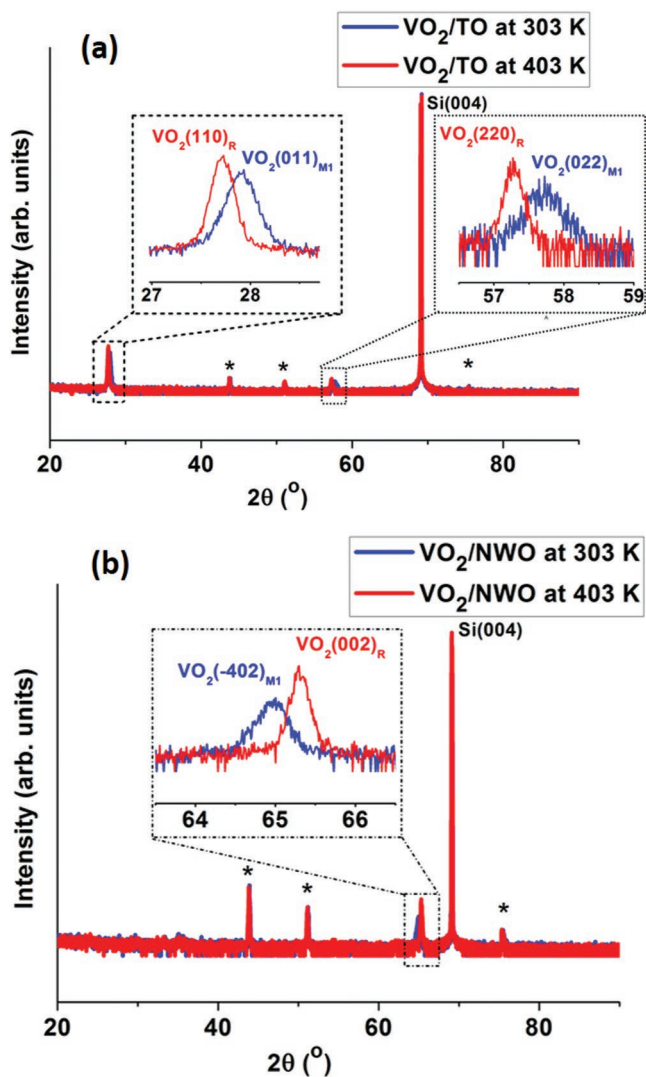 (a)
VO₂/TO at 303 K
VO₂/TO at 403 K
Si(004)
VO₂(110)R
VO₂(011)M1
27 28
VO₂(220)R
VO₂(022)M1
57 58 59
^
* * *
Intensity (arb. units)
20 40 60 80
2θ (°)
(b)
VO₂/NWO at 303 K
VO₂/NWO at 403 K
Si(004)
VO₂(002)R
VO₂(-402)M1
64 65 66
* * *
Intensity (arb. units)
20 40 60 80
2θ (°)